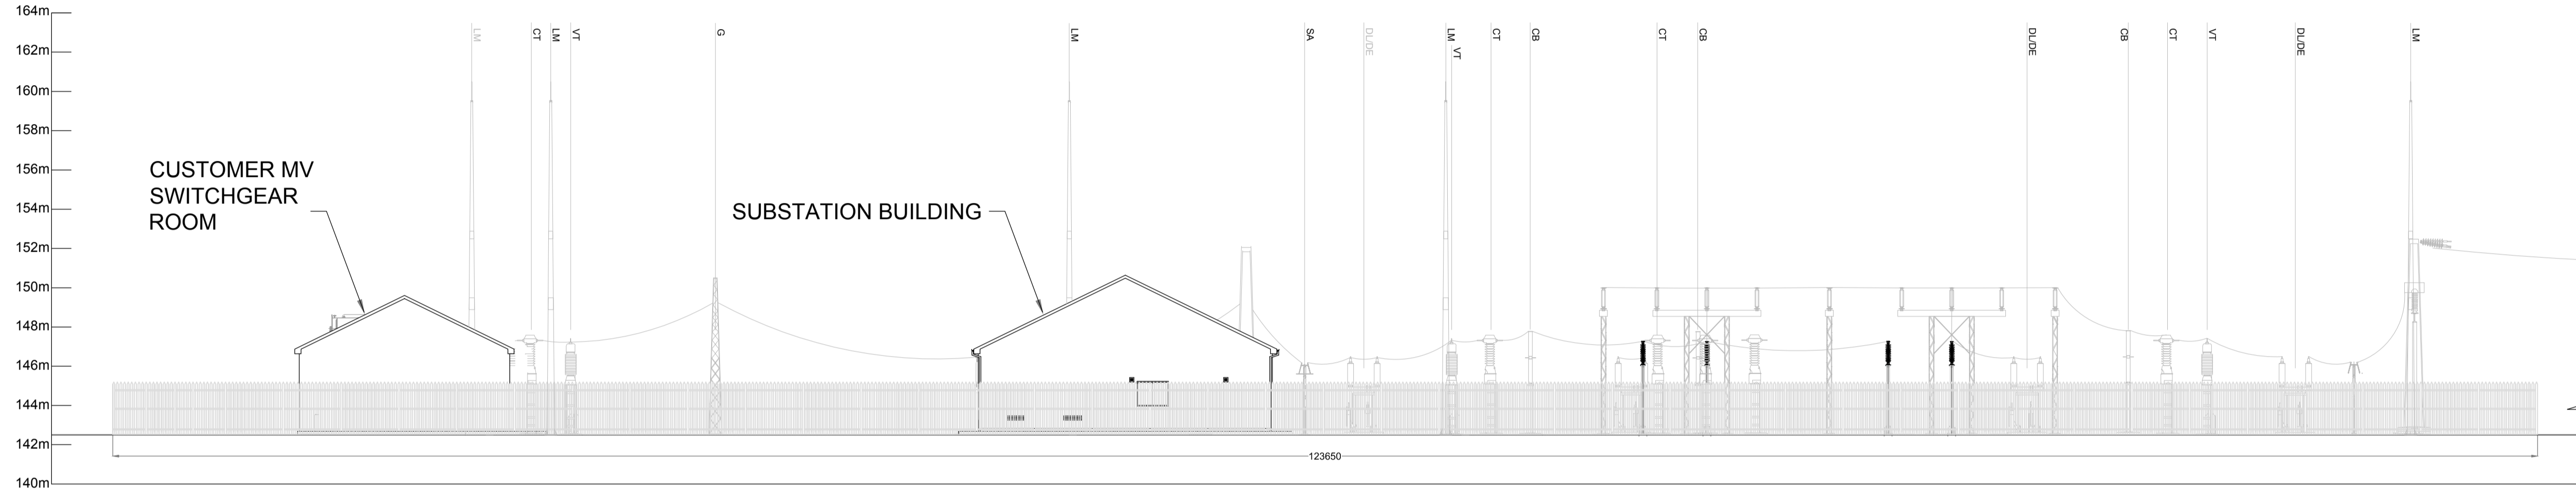 164m
162m
160m
158m
156m
154m
152m
150m
148m
146m
144m
142m
140m
LM
CT
LM
VT
G
LM
SA
DL/DE
LM
VT
CT
CB
CT
CB
DL/DE
CB
CT
VT
DL/DE
LM
CUSTOMER MV
SWITCHGEAR
ROOM
SUBSTATION BUILDING
123650